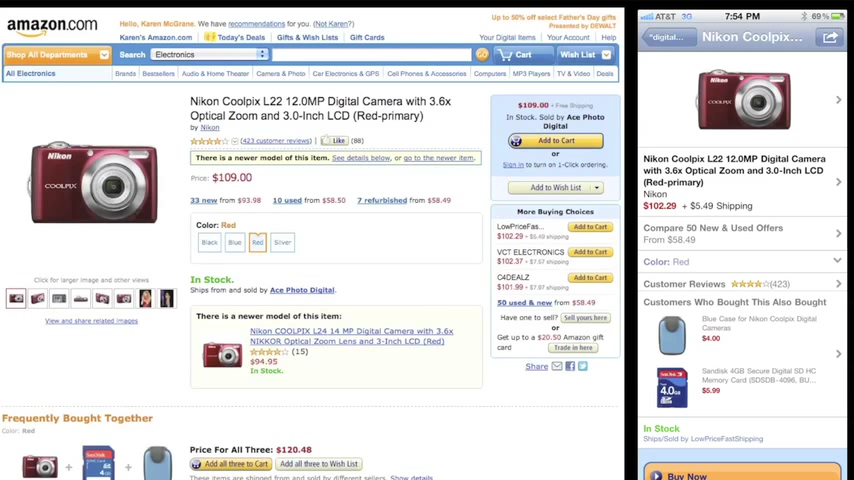 amazon.com
Hello, Karen McGrane. We have recommendations for you. (Not Karen?)
Karen's Amazon.com
Today's Deals
Gifts & Wish Lists
Gift Cards
Up to 50% off select Father's Day gifts
Presented by DEWALT
Your Digital Items
Your Account
Help
Shop All Departments
Search
Electronics
GO
Cart
Wish List
All Electronics
Brands
Bestsellers
Audio & Home Theater
Camera & Photo
Car Electronics & GPS
Cell Phones & Accessories
Computers
MP3 Players
TV & Video
Deals
Nikon Coolpix L22 12.0MP Digital Camera with 3.6x
Optical Zoom and 3.0-Inch LCD (Red-primary)
by Nikon
(423 customer reviews)
Like
(88)
There is a newer model of this item. See details below, or go to the newer item.
Price: $109.00
33 new from $93.98
10 used from $58.50
7 refurbished from $58.49
Color: Red
Black
Blue
Red
Silver
In Stock.
Ships from and sold by Ace Photo Digital.
There is a newer model of this item:
Nikon COOLPIX L24 14 MP Digital Camera with 3.6x
NIKKOR Optical Zoom Lens and 3-Inch LCD (Red)
(15)
$94.95
In Stock.
Nikon
COOLPIX
Click for larger image and other views
View and share related images
$109.00 + Free Shipping
In Stock. Sold by Ace Photo
Digital
Add to Cart
or
Sign in to turn on 1-Click ordering.
Add to Wish List
More Buying Choices
LowPriceFas...
$102.29 + $5.49 shipping
Add to Cart
VCT ELECTRONICS
$102.37 + $7.57 shipping
Add to Cart
C4DEALZ
$101.99 + $7.97 shipping
Add to Cart
50 used & new from $58.49
Have one to sell? Sell yours here
Get up to a $20.50 Amazon gift
card
Trade in here
Share
Frequently Bought Together
Color: Red
Price For All Three: $120.48
Add all three to Cart
Add all three to Wish List
These items are shipped from and sold by different sellers. Show details
AT&T 3G
7:54 PM
69%
"digital...
Nikon Coolpix...
Nikon Coolpix L22 12.0MP Digital Camera
with 3.6x Optical Zoom and 3.0-Inch LCD
(Red-primary)
Nikon
$102.29 + $5.49 Shipping
Compare 50 New & Used Offers
From $58.49
Color: Red
Customer Reviews
(423)
Customers Who Bought This Also Bought
Blue Case for Nikon Coolpix Digital
Cameras
$4.00
Sandisk 4GB Secure Digital SD HC
Memory Card (SDSDB-4096, BU...
$5.99
In Stock
Ships/Sold by LowPriceFastShipping
Buy Now